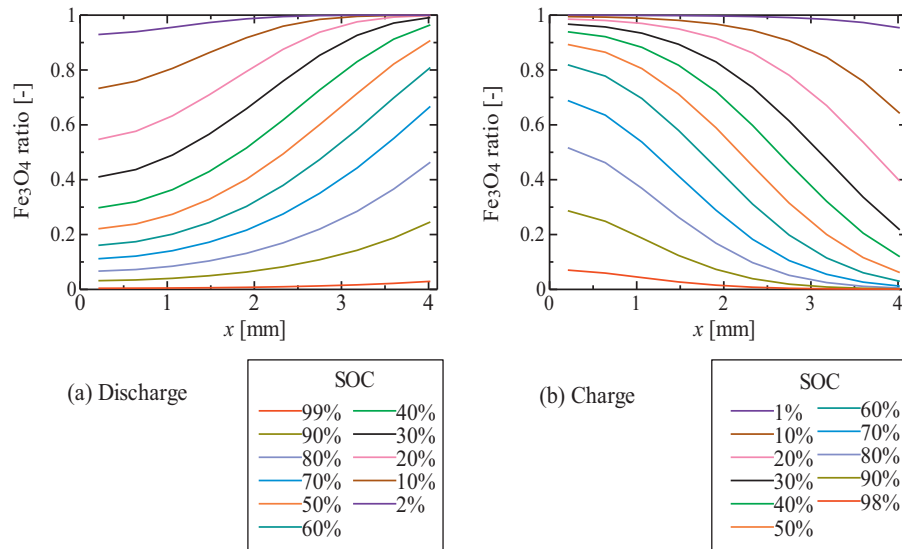 1
0.8
0.6
0.4
0.2
0
Fe3O4 ratio [-]
0 1 2 3 4
x [mm]
(a) Discharge
SOC
99% 40%
90% 30%
80% 20%
70% 10%
50% 2%
60%
1
0.8
0.6
0.4
0.2
0
Fe3O4 ratio [-]
0 1 2 3 4
x [mm]
(b) Charge
SOC
1% 60%
10% 70%
20% 80%
30% 90%
40% 98%
50%